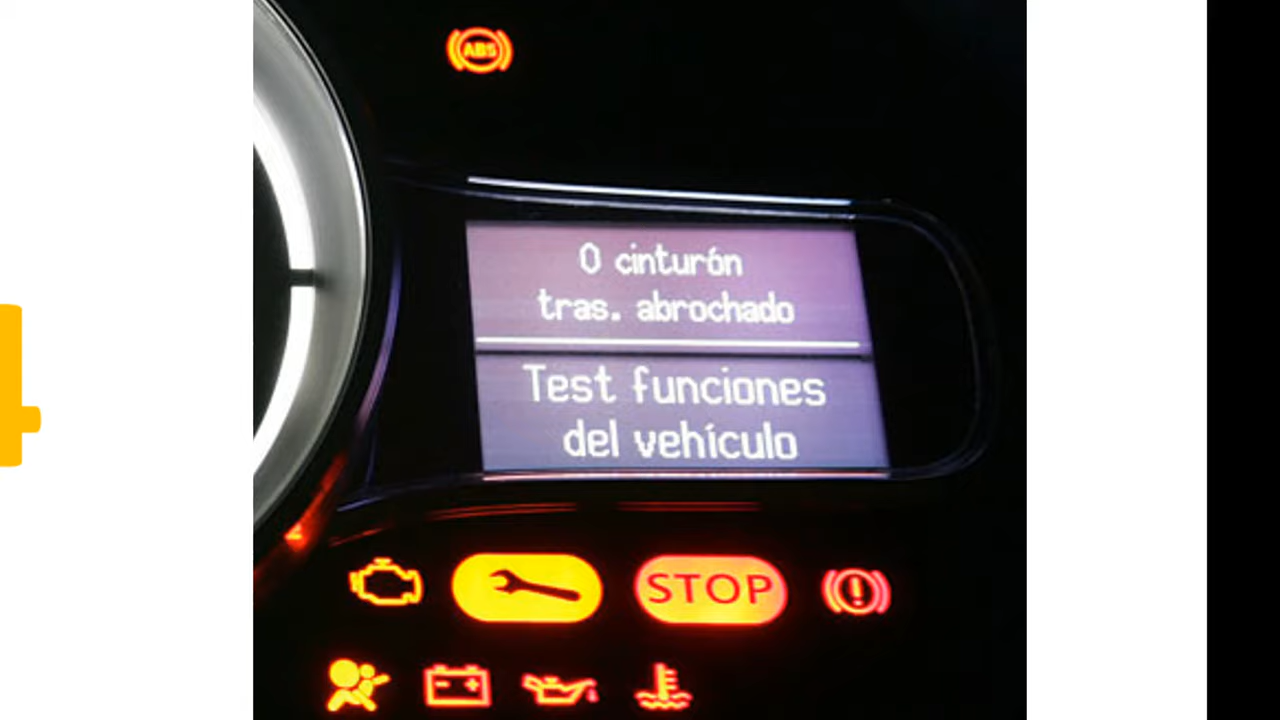 ABS
0 cinturón
tras. abrochado
Test funciones
del vehículo
STOP